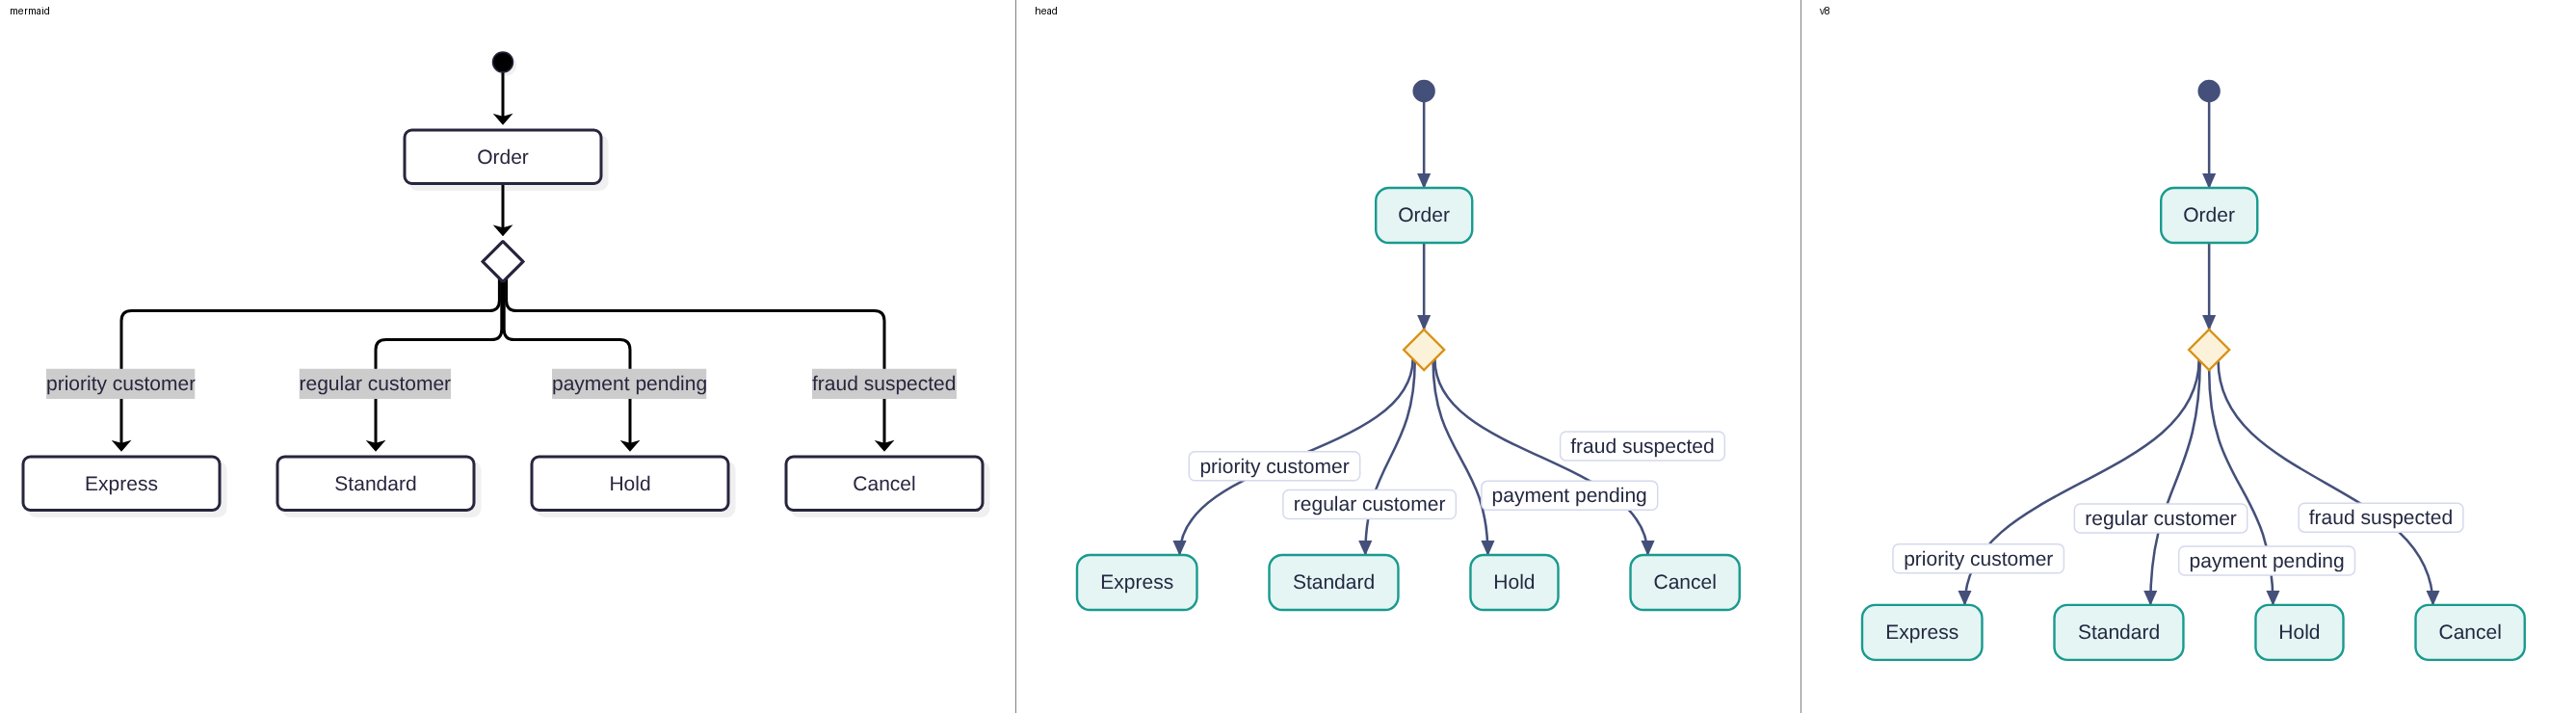 mermaid
Order
priority customer
regular customer
payment pending
fraud suspected
Express
Standard
Hold
Cancel
head
Order
fraud suspected
priority customer
payment pending
regular customer
Express
Standard
Hold
Cancel
v8
Order
regular customer
fraud suspected
priority customer
payment pending
Express
Standard
Hold
Cancel